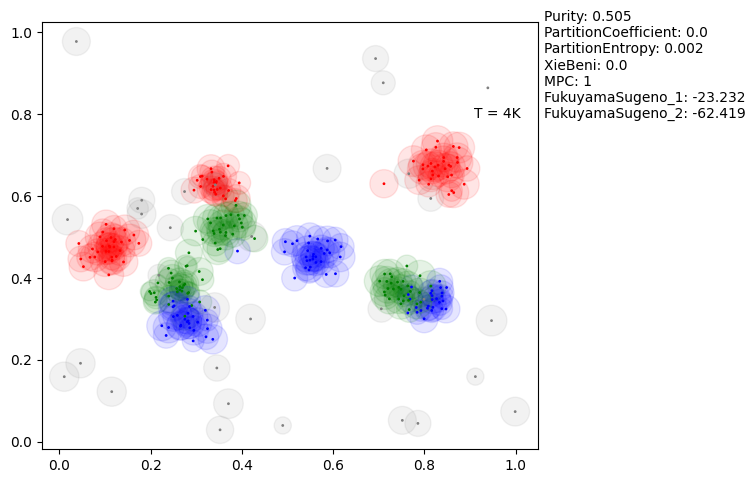 Purity: 0.505
PartitionCoefficient: 0.0
PartitionEntropy: 0.002
XieBeni: 0.0
MPC: 1
FukuyamaSugeno_1: -23.232
FukuyamaSugeno_2: -62.419
T = 4K
1.0
0.8
0.6
0.4
0.2
0.0
0.0 0.2 0.4 0.6 0.8 1.0